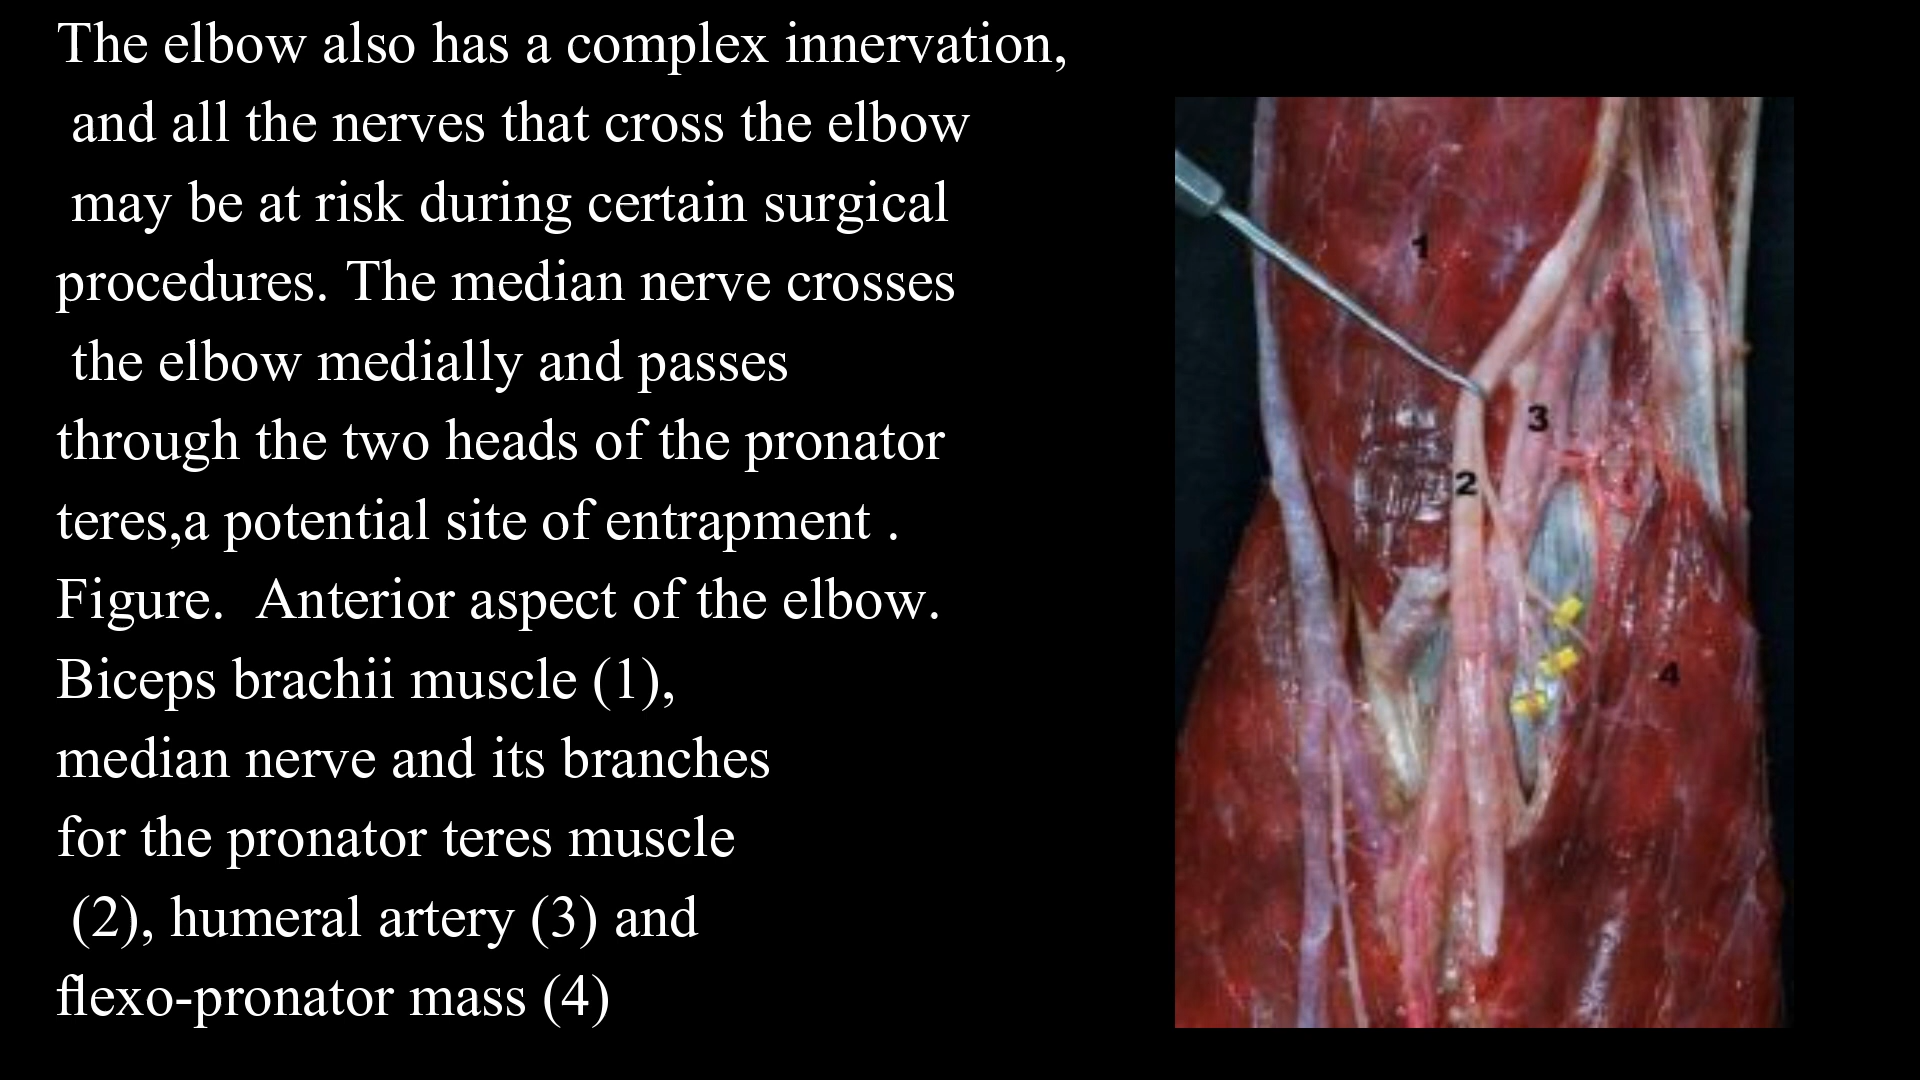 The elbow also has a complex innervation,
and all the nerves that cross the elbow
may be at risk during certain surgical
procedures. The median nerve crosses
the elbow medially and passes
through the two heads of the pronator
teres,a potential site of entrapment .
Figure.  Anterior aspect of the elbow.
Biceps brachii muscle (1),
median nerve and its branches
for the pronator teres muscle
(2), humeral artery (3) and
flexo-pronator mass (4)
1
3
2
4